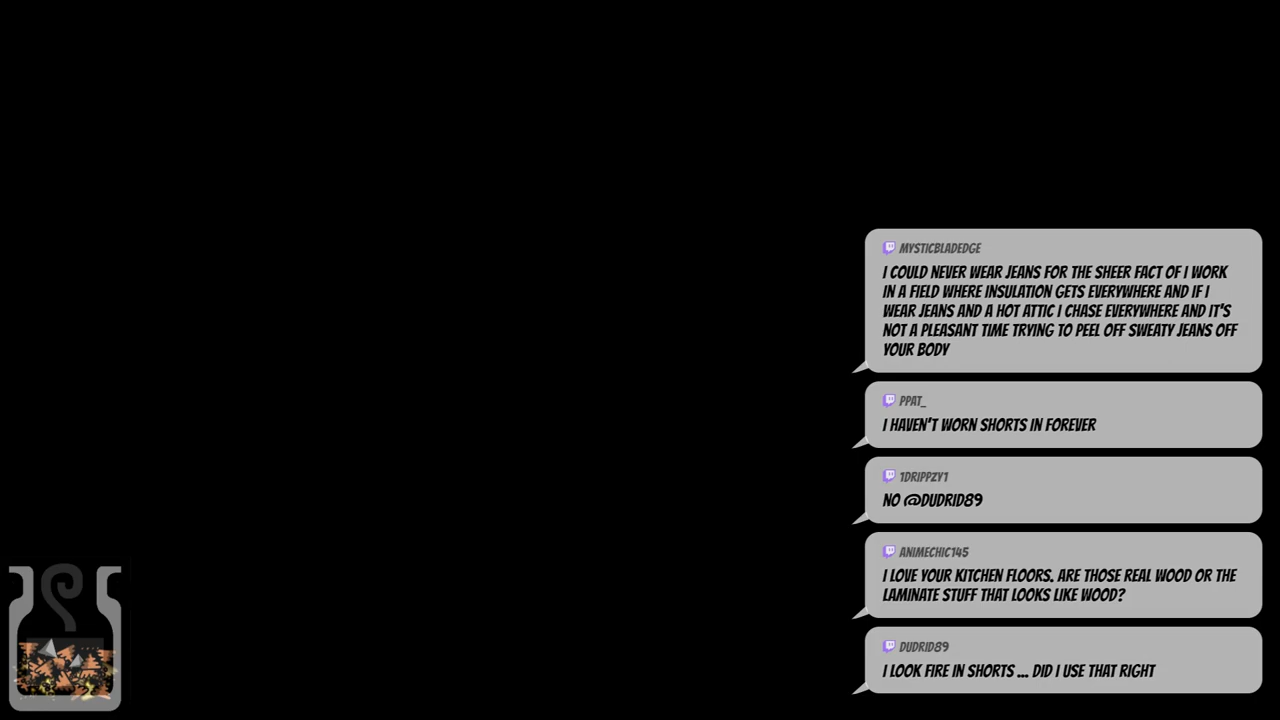 MYSTICBLADEDGE
I COULD NEVER WEAR JEANS FOR THE SHEER FACT OF I WORK
IN A FIELD WHERE INSULATION GETS EVERYWHERE AND IF I
WEAR JEANS AND A HOT ATTIC I CHASE EVERYWHERE AND IT'S
NOT A PLEASANT TIME TRYING TO PEEL OFF SWEATY JEANS OFF
YOUR BODY
PPAT_
I HAVEN'T WORN SHORTS IN FOREVER
1DRIPPZY1
NO @DUDRID89
ANIMECHIC145
I LOVE YOUR KITCHEN FLOORS. ARE THOSE REAL WOOD OR THE
LAMINATE STUFF THAT LOOKS LIKE WOOD?
DUDRID89
I LOOK FIRE IN SHORTS ... DID I USE THAT RIGHT